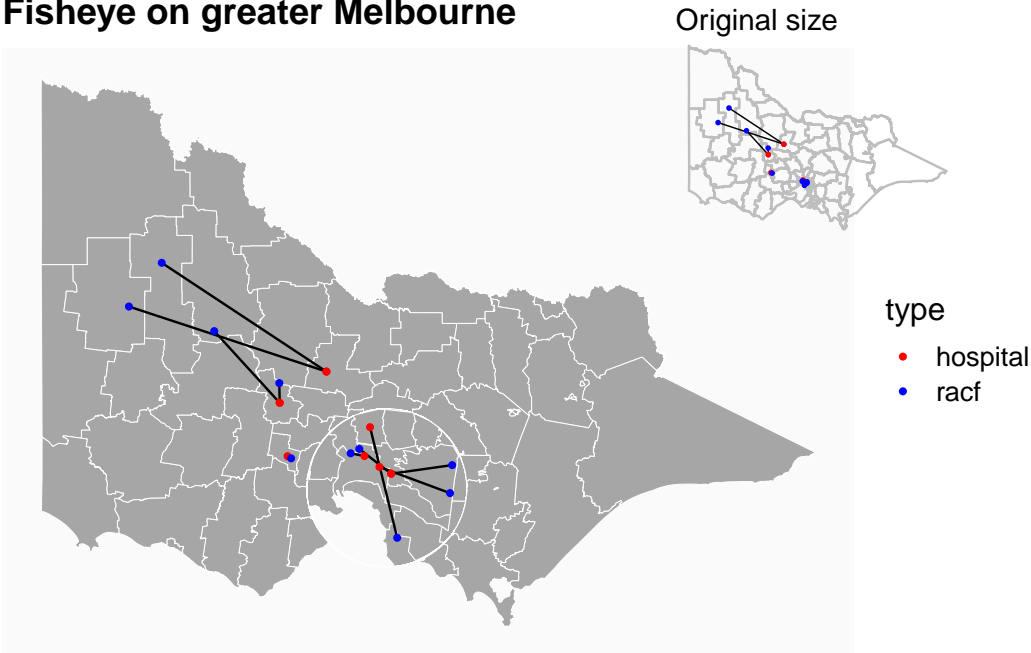 Fisheye on greater Melbourne
Original size
type
hospital
racf